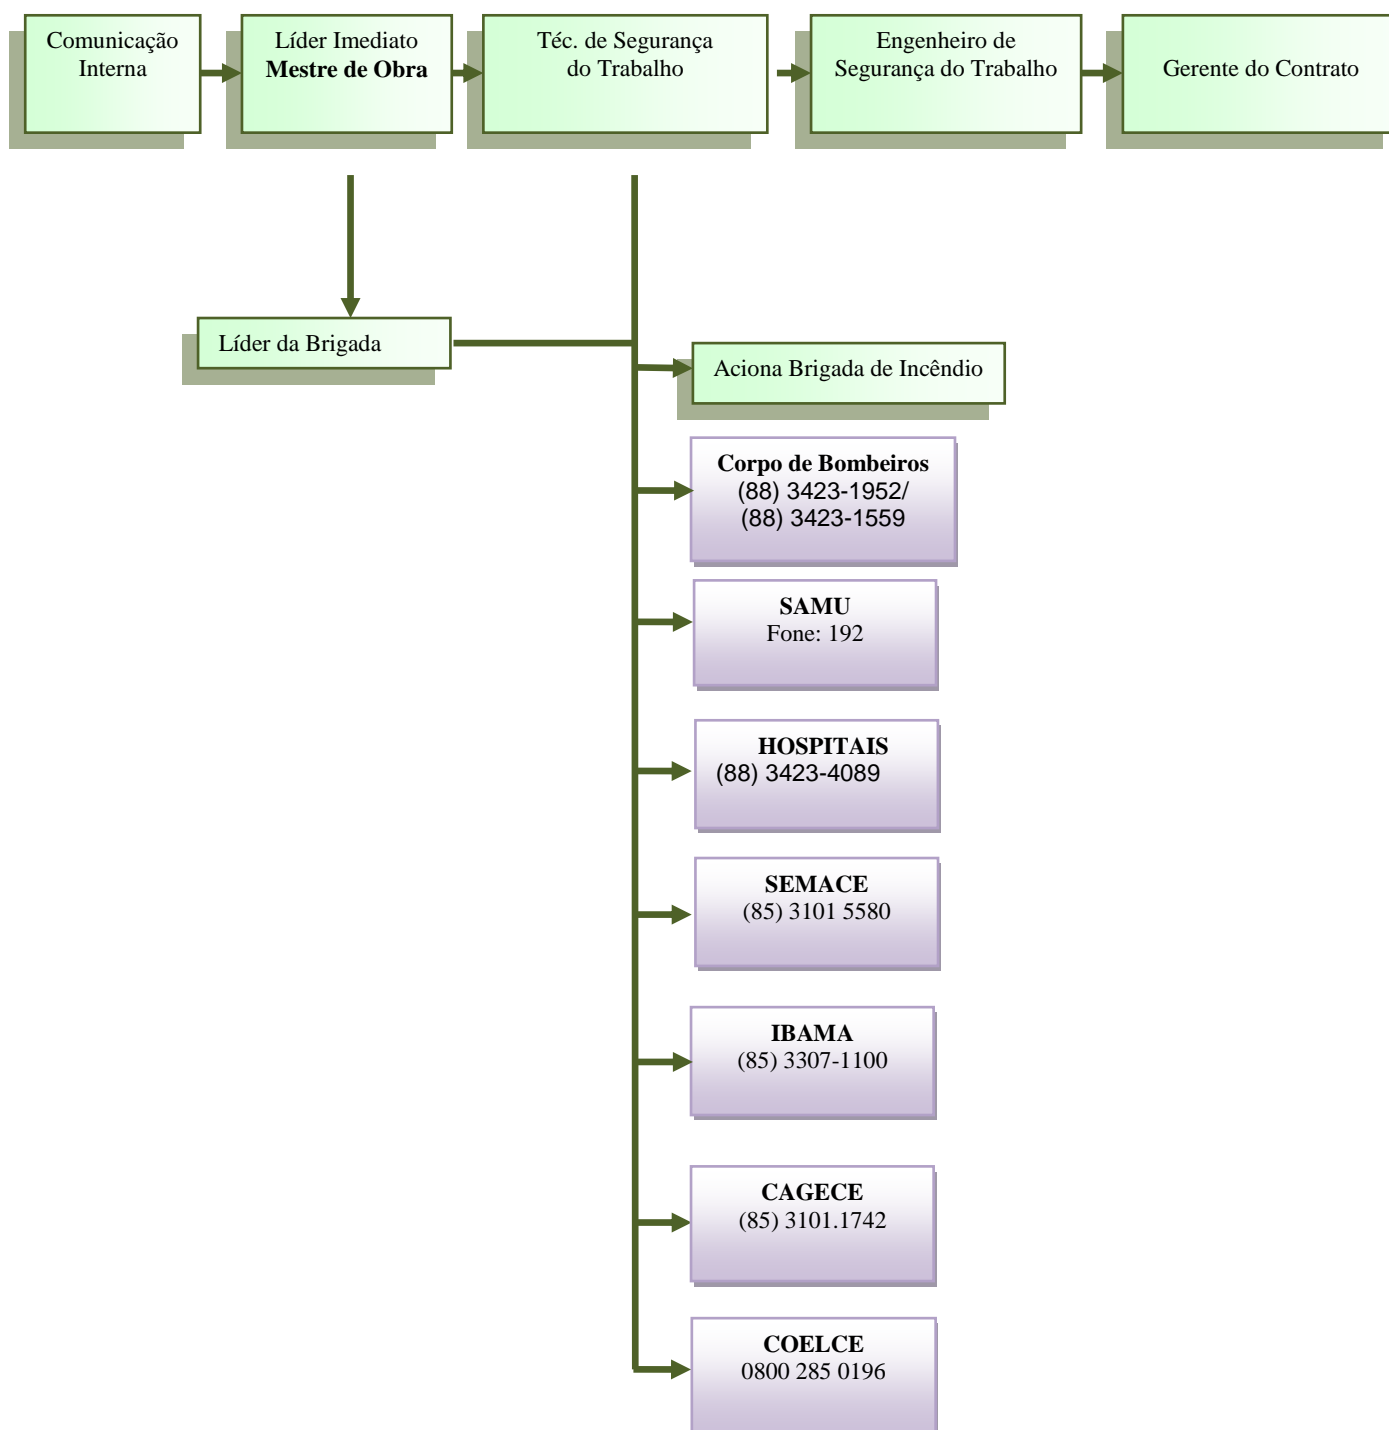 Comunicação
Interna
Líder Imediato
Mestre de Obra
Téc. de Segurança
do Trabalho
Engenheiro de
Segurança do Trabalho
Gerente do Contrato
Líder da Brigada
Aciona Brigada de Incêndio
Corpo de Bombeiros
(88) 3423-1952/
(88) 3423-1559
SAMU
Fone: 192
HOSPITAIS
(88) 3423-4089
SEMACE
(85) 3101 5580
IBAMA
(85) 3307-1100
CAGECE
(85) 3101.1742
COELCE
0800 285 0196